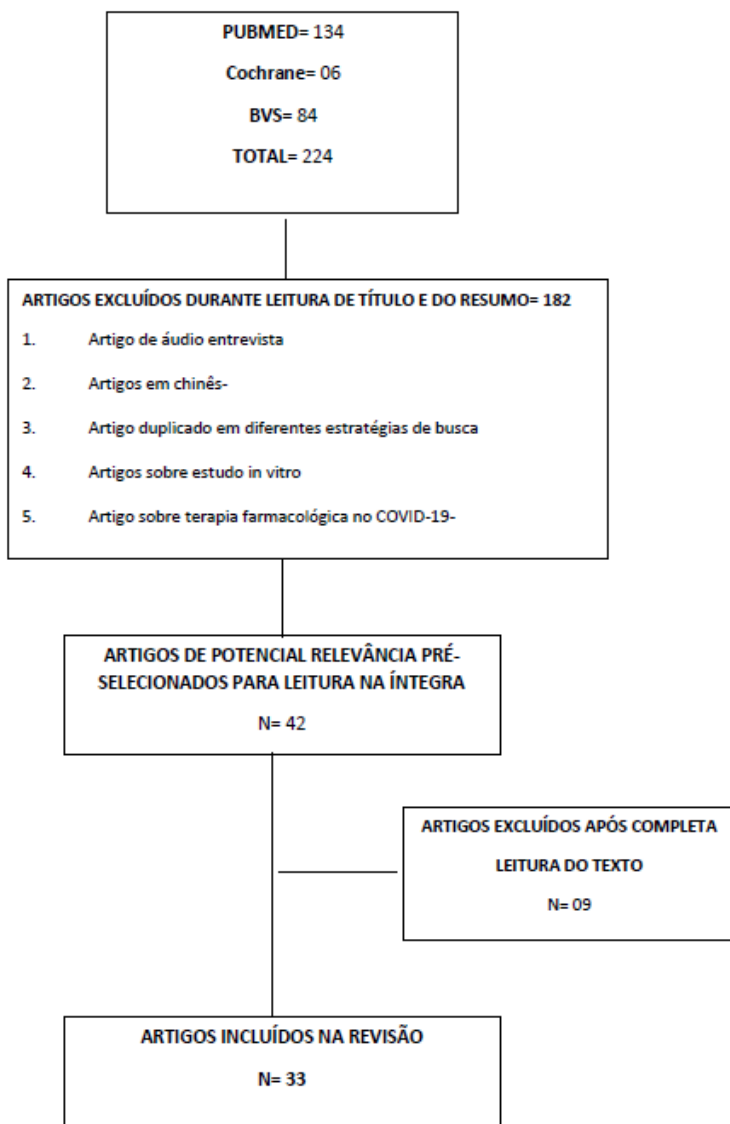 PUBMED= 134
Cochrane= 06
BVS= 84
TOTAL= 224
ARTIGOS EXCLUÍDOS DURANTE LEITURA DE TÍTULO E DO RESUMO= 182
1. Artigo de áudio entrevista
2. Artigos em chinês-
3. Artigo duplicado em diferentes estratégias de busca
4. Artigos sobre estudo in vitro
5. Artigo sobre terapia farmacológica no COVID-19-
ARTIGOS DE POTENCIAL RELEVÂNCIA PRÉ-
SELECIONADOS PARA LEITURA NA ÍNTEGRA
N= 42
ARTIGOS EXCLUÍDOS APÓS COMPLETA
LEITURA DO TEXTO
N= 09
ARTIGOS INCLUÍDOS NA REVISÃO
N= 33